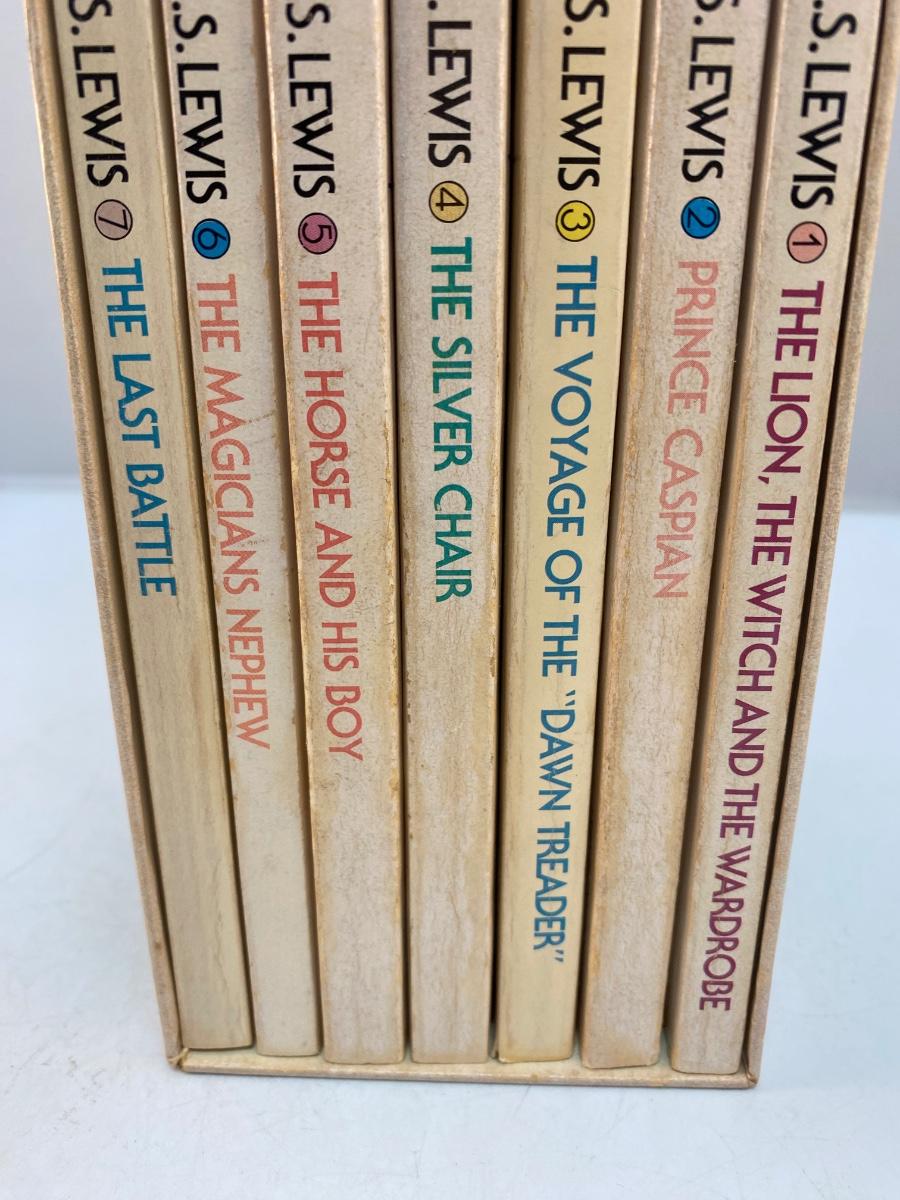 S. LEWIS 7 THE LAST BATTLE
.S. LEWIS 6 THE MAGICIANS NEPHEW
S. LEWIS 5 THE HORSE AND HIS BOY
. LEWIS 4 THE SILVER CHAIR
S. LEWIS 3 THE VOYAGE OF THE "DAWN TREADER"
S. LEWIS 2 PRINCE CASPIAN
.S. LEWIS 1 THE LION, THE WITCH AND THE WARDROBE